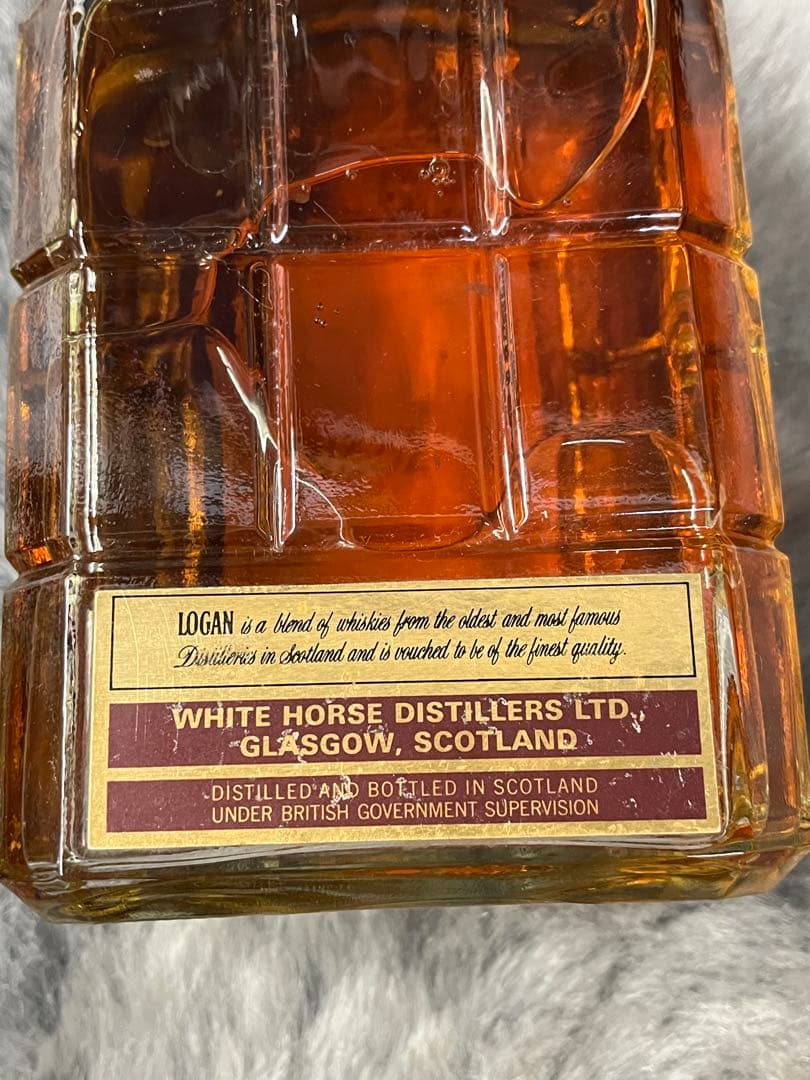 LOGAN is a blend of whiskies from the oldest and most famous
Distilleries in Scotland and is vouched to be of the finest quality.
WHITE HORSE DISTILLERS LTD.,
GLASGOW, SCOTLAND
DISTILLED AND BOTTLED IN SCOTLAND
UNDER BRITISH GOVERNMENT SUPERVISION